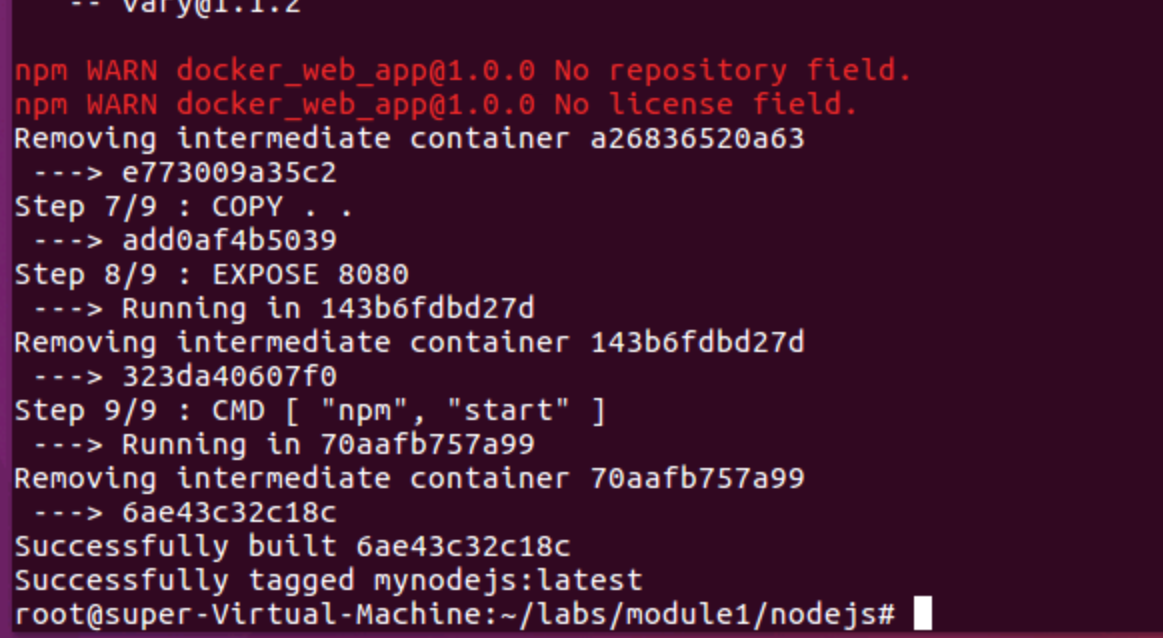 -- vary@1.1.2
npm WARN docker_web_app@1.0.0 No repository field.
npm WARN docker_web_app@1.0.0 No license field.
Removing intermediate container a26836520a63
 ---> e773009a35c2
Step 7/9 : COPY . .
 ---> add0af4b5039
Step 8/9 : EXPOSE 8080
 ---> Running in 143b6fdbd27d
Removing intermediate container 143b6fdbd27d
 ---> 323da40607f0
Step 9/9 : CMD [ "npm", "start" ]
 ---> Running in 70aafb757a99
Removing intermediate container 70aafb757a99
 ---> 6ae43c32c18c
Successfully built 6ae43c32c18c
Successfully tagged mynodejs:latest
root@super-Virtual-Machine:~/labs/module1/nodejs#